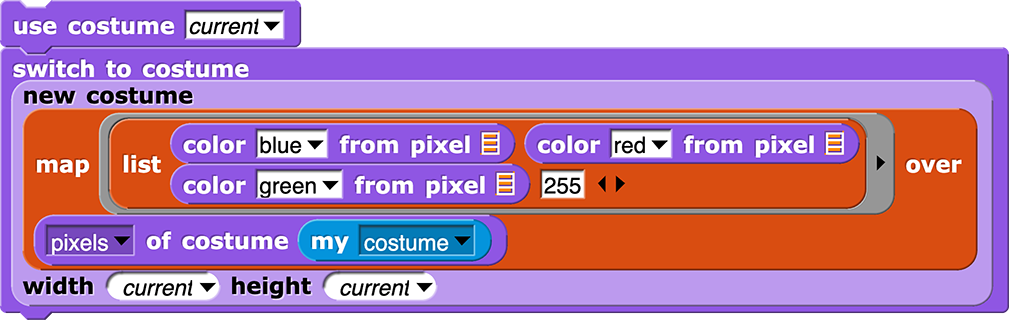 use costume current
switch to costume
new costume
color blue from pixel color red from pixel
map list over
color green from pixel 255
pixels of costume my costume
width current height current